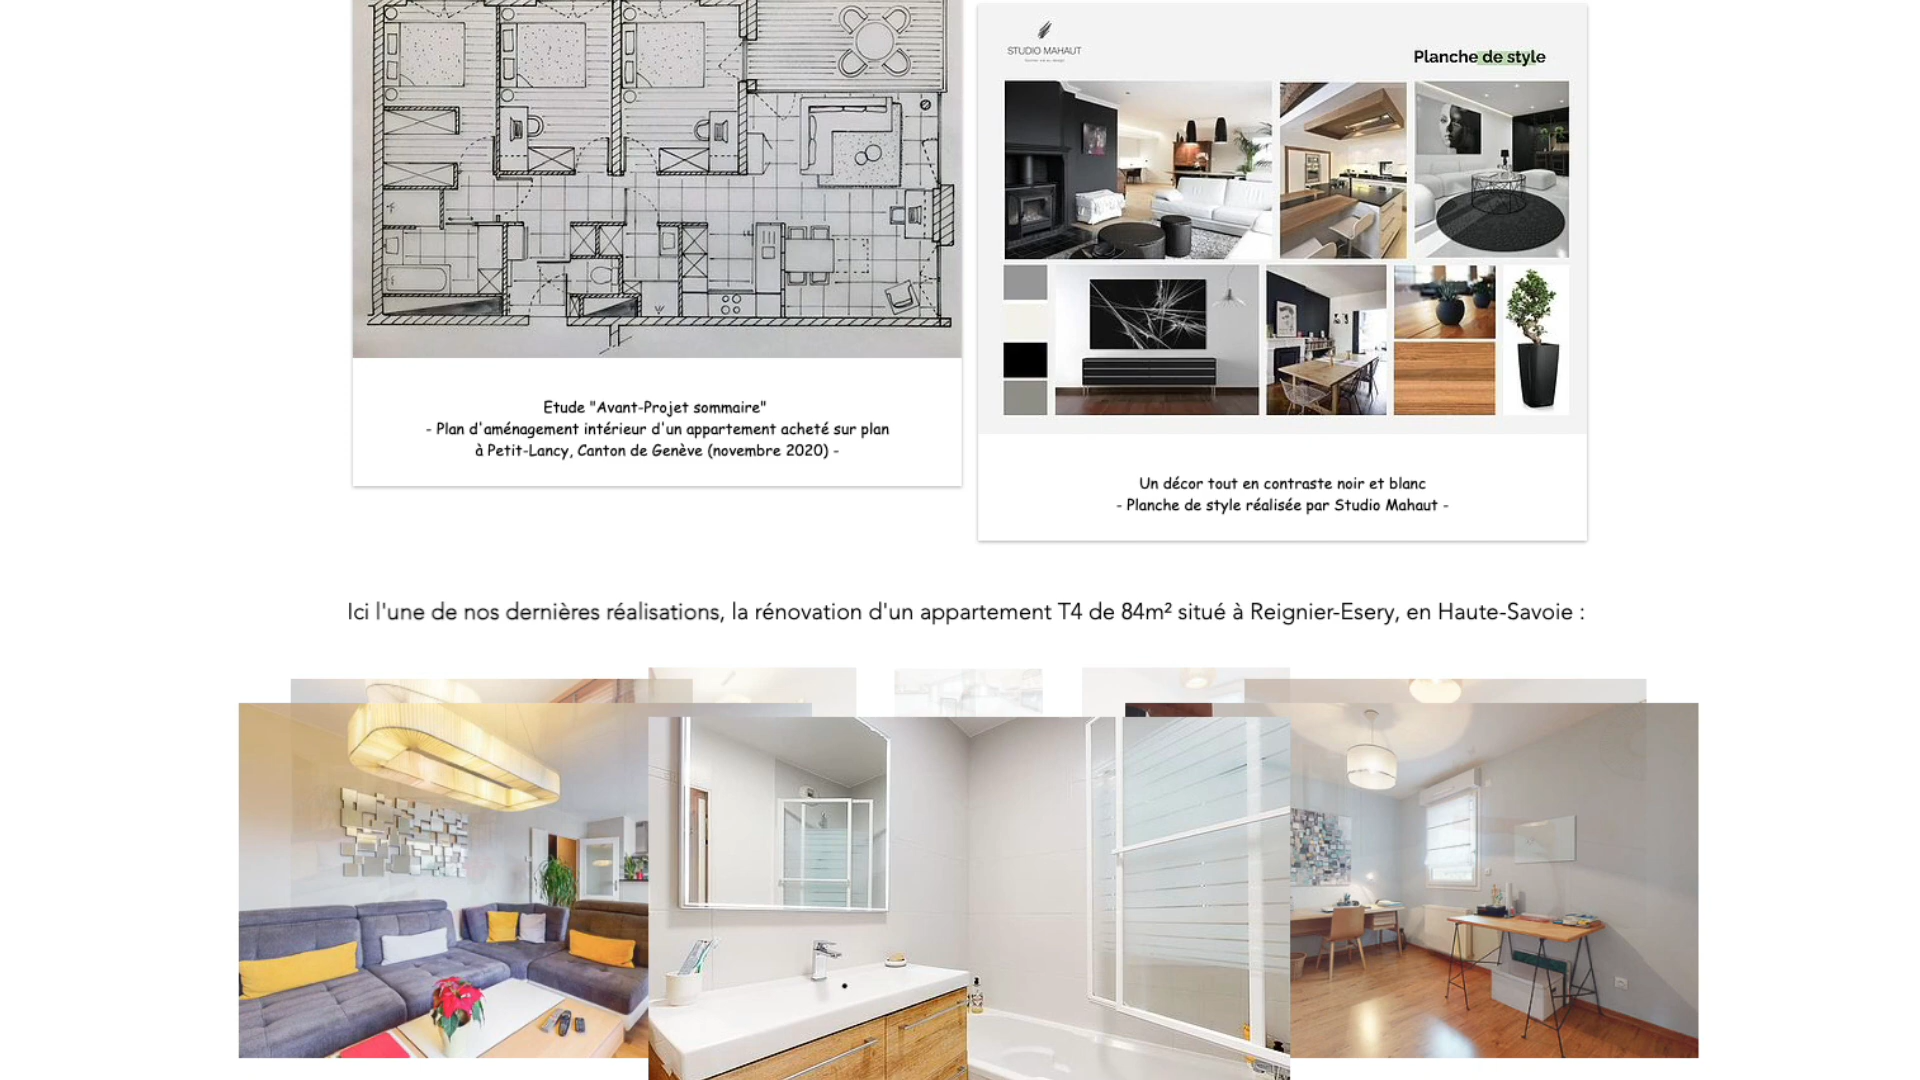 Etude "Avant-Projet sommaire"
- Plan d'aménagement intérieur d'un appartement acheté sur plan
à Petit-Lancy, Canton de Genève (novembre 2020) -
STUDIO MAHAUT
Planche de style
Un décor tout en contraste noir et blanc
- Planche de style réalisée par Studio Mahaut -
Ici l'une de nos dernières réalisations, la rénovation d'un appartement T4 de 84m² situé à Reignier-Esery, en Haute-Savoie :